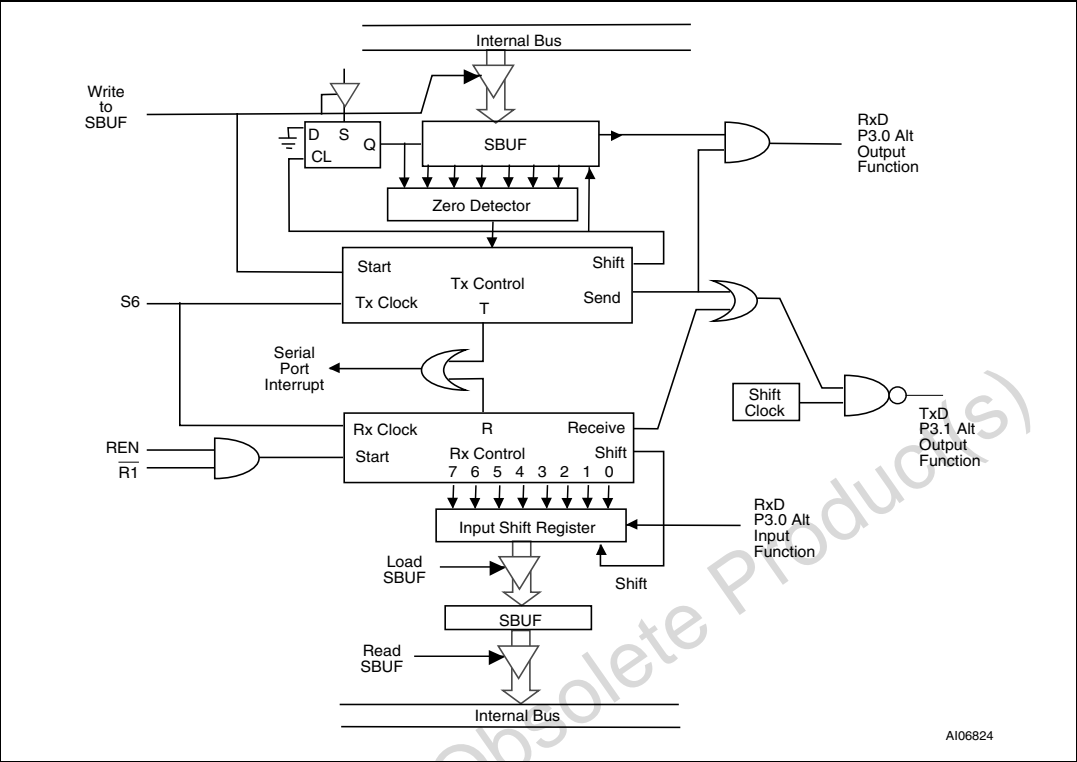 Internal Bus
Write
to
SBUF
D S
Q
CL
SBUF
RxD
P3.0 Alt
Output
Function
Zero Detector
Start
Shift
Tx Control
S6
Tx Clock
Send
T
Serial
Port
Interrupt
Shift
Clock
TxD
P3.1 Alt
Output
Function
Rx Clock
R
Receive
REN
R1
Start
Rx Control
Shift
7 6 5 4 3 2 1 0
Input Shift Register
RxD
P3.0 Alt
Input
Function
Load
SBUF
Shift
SBUF
Read
SBUF
Internal Bus
AI06824
Obsolete Product(s)